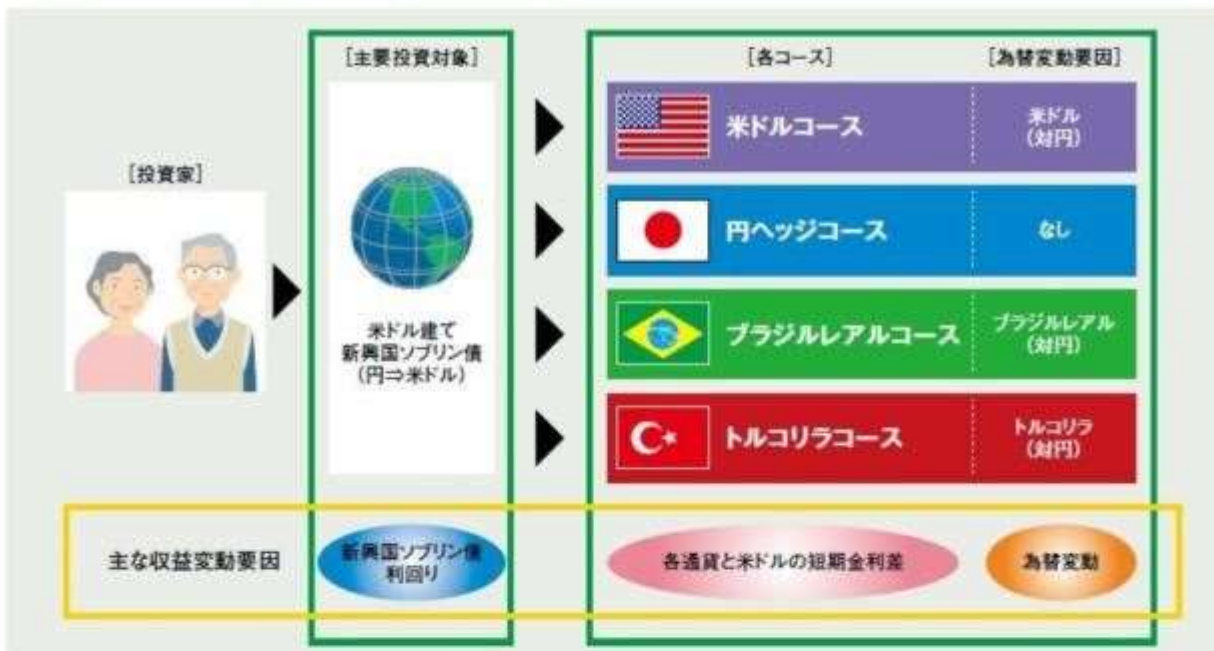 [主要投資対象]
[各コース]
[為替変動要因]
[投資家]
米ドル建て
新興国ソブリン債
(円⇒米ドル)
米ドルコース
米ドル
(対円)
円ヘッジコース
なし
ブラジルレアルコース
ブラジルレアル
(対円)
トルコリラコース
トルコリラ
(対円)
主な収益変動要因
新興国ソブリン債
利回り
各通貨と米ドルの短期金利差
為替変動